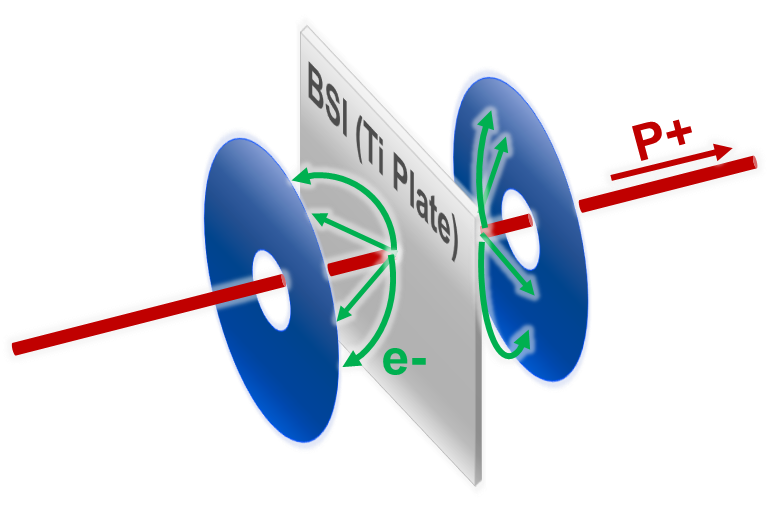 BSI (Ti Plate)
P+
e-